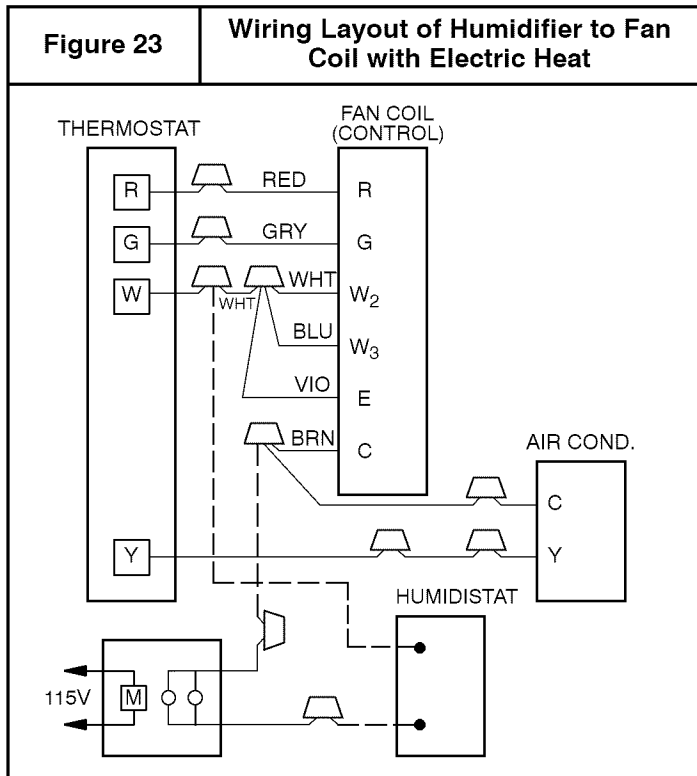 Figure 23
Wiring Layout of Humidifier to Fan
Coil with Electric Heat
THERMOSTAT
FAN COIL
(CONTROL)
R
RED
R
G
GRY
G
W
WHT
WHT
W2
BLU
W3
VIO
E
BRN
C
AIR COND.
C
Y
Y
HUMIDISTAT
115V
M